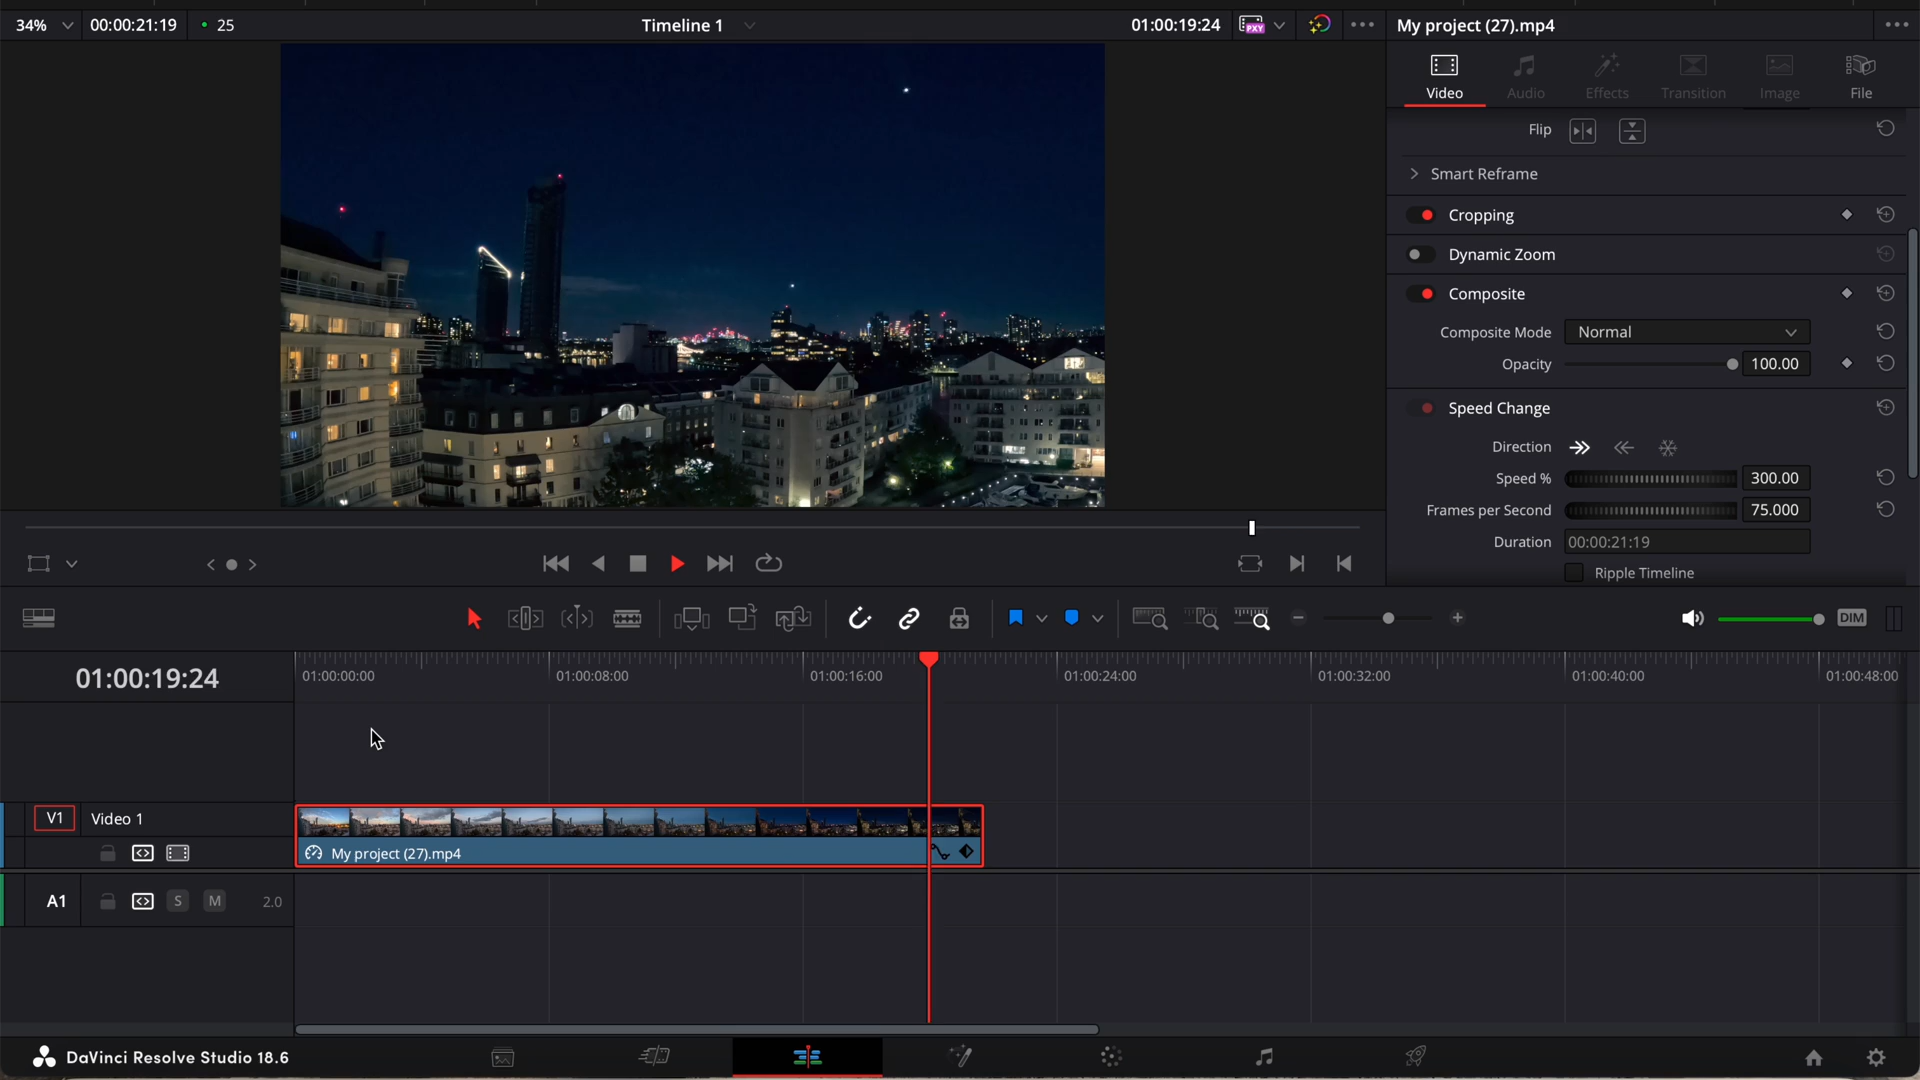 34%
00:00:21:19
25
Timeline 1
01:00:19:24
PXY
My project (27).mp4
Video
Audio
Effects
Transition
Image
File
Flip
Smart Reframe
Cropping
Dynamic Zoom
Composite
Composite Mode
Normal
Opacity
100.00
Speed Change
Direction
Speed %
300.00
Frames per Second
75.000
Duration
00:00:21:19
Ripple Timeline
DIM
01:00:19:24
01:00:00:00
01:00:08:00
01:00:16:00
01:00:24:00
01:00:32:00
01:00:40:00
01:00:48:00
V1
Video 1
My project (27).mp4
A1
S
M
2.0
DaVinci Resolve Studio 18.6